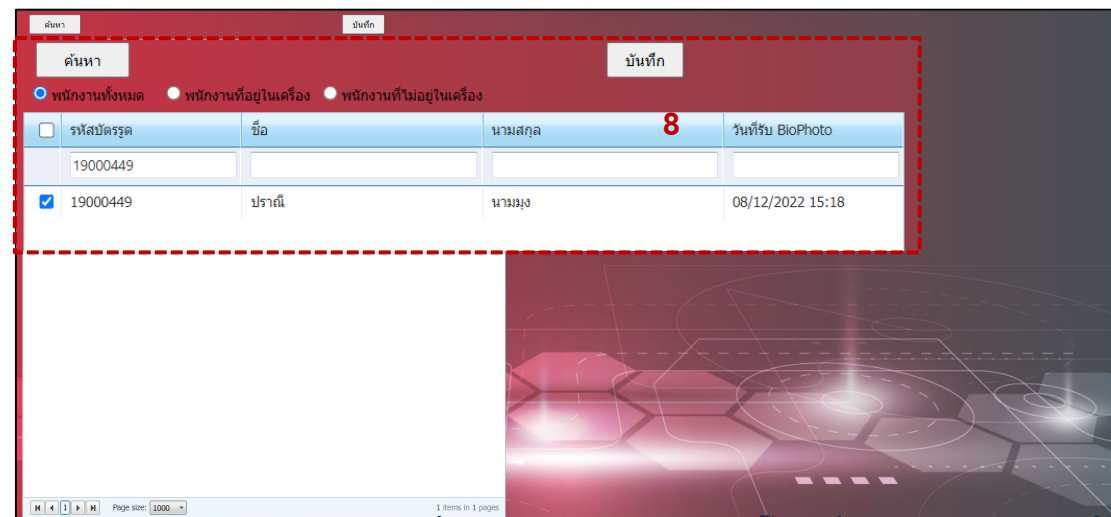 ค้นหา บันทึก
ค้นหา บันทึก
พนักงานทั้งหมด พนักงานที่อยู่ในเครื่อง พนักงานที่ไม่อยู่ในเครื่อง
8
รหัสบัตรรูด ชื่อ นามสกุล วันที่รับ BioPhoto
19000449
19000449 ปราณี นามมุง 08/12/2022 15:18
1 Page size: 1000 1 items in 1 pages